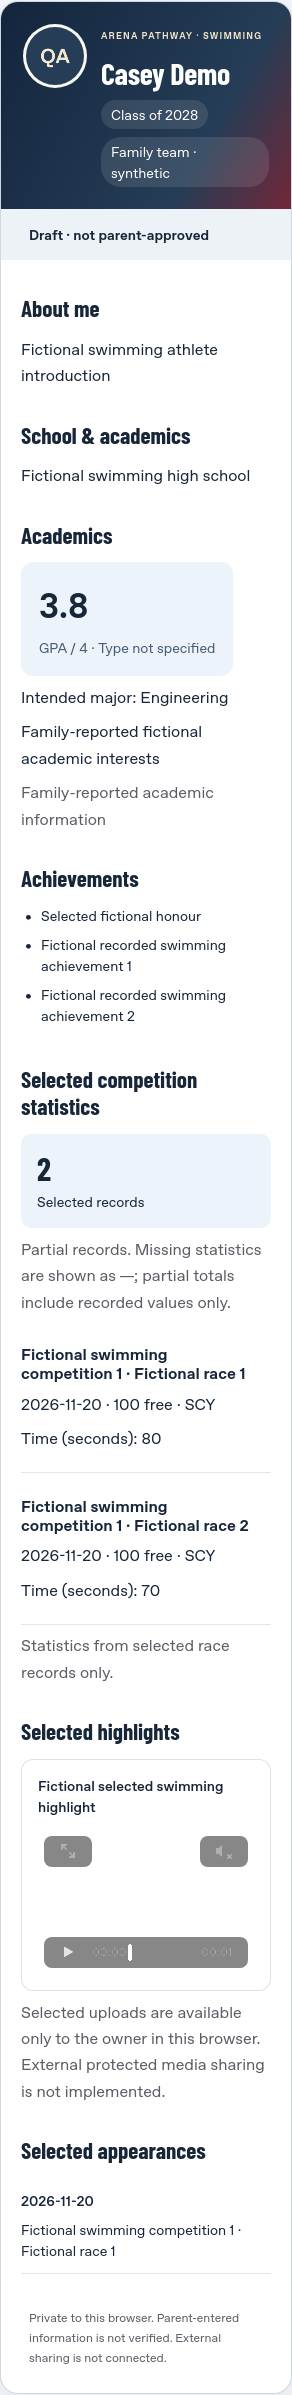 QA
ARENA PATHWAY · SWIMMING
Casey Demo
Class of 2028
Family team ·
synthetic
Draft · not parent-approved
About me
Fictional swimming athlete
introduction
School & academics
Fictional swimming high school
Academics
3.8
GPA / 4 · Type not specified
Intended major: Engineering
Family-reported fictional
academic interests
Family-reported academic
information
Achievements
• Selected fictional honour
• Fictional recorded swimming
achievement 1
• Fictional recorded swimming
achievement 2
Selected competition
statistics
2
Selected records
Partial records. Missing statistics
are shown as —; partial totals
include recorded values only.
Fictional swimming
competition 1 · Fictional race 1
2026-11-20 · 100 free · SCY
Time (seconds): 80
Fictional swimming
competition 1 · Fictional race 2
2026-11-20 · 100 free · SCY
Time (seconds): 70
Statistics from selected race
records only.
Selected highlights
Fictional selected swimming
highlight
00:00 00:01
Selected uploads are available
only to the owner in this browser.
External protected media sharing
is not implemented.
Selected appearances
2026-11-20
Fictional swimming competition 1 ·
Fictional race 1
Private to this browser. Parent-entered
information is not verified. External
sharing is not connected.